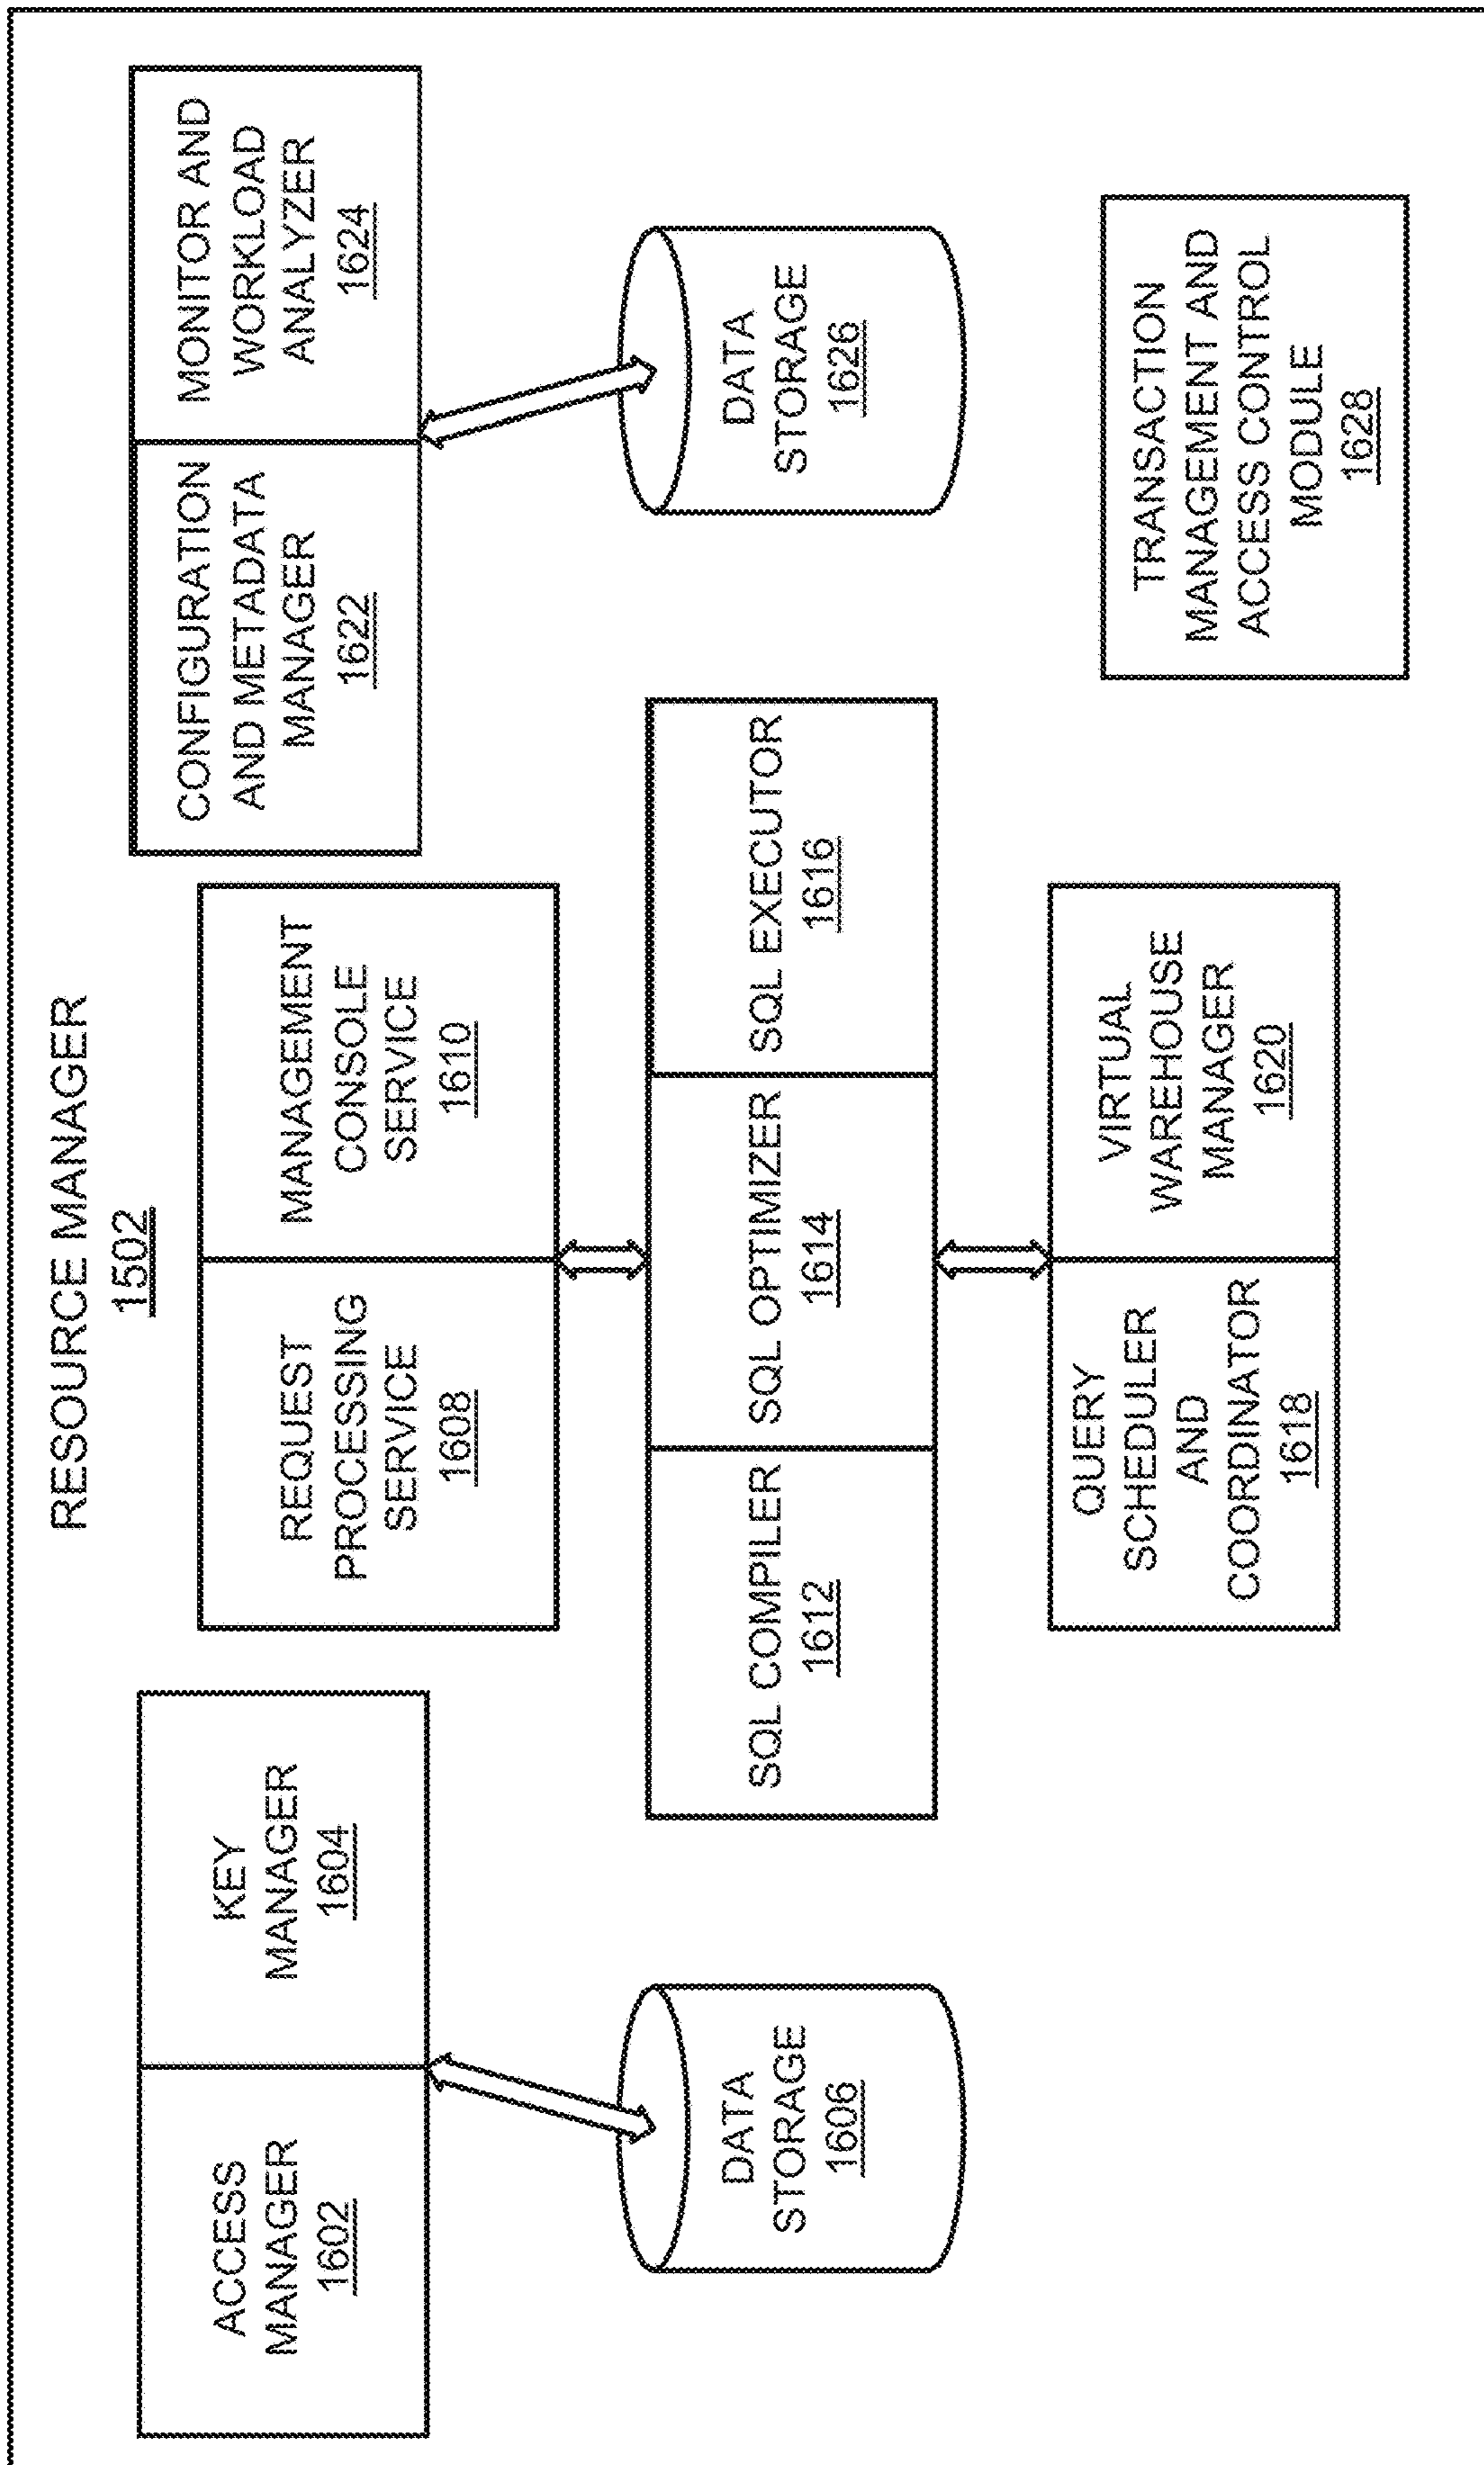 RESOURCE MANAGER
1502
ACCESS
MANAGER
1602
KEY
MANAGER
1604
DATA
STORAGE
1606
REQUEST
PROCESSING
SERVICE
1608
MANAGEMENT
CONSOLE
SERVICE
1610
SQL COMPILER
1612
SQL OPTIMIZER
1614
SQL EXECUTOR
1616
QUERY
SCHEDULER
AND
COORDINATOR
1618
VIRTUAL
WAREHOUSE
MANAGER
1620
CONFIGURATION
AND METADATA
MANAGER
1622
MONITOR AND
WORKLOAD
ANALYZER
1624
DATA
STORAGE
1626
TRANSACTION
MANAGEMENT AND
ACCESS CONTROL
MODULE
1628